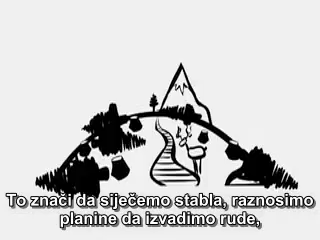 To znači da siječemo stabla, raznosimo
planine da izvadimo rude,